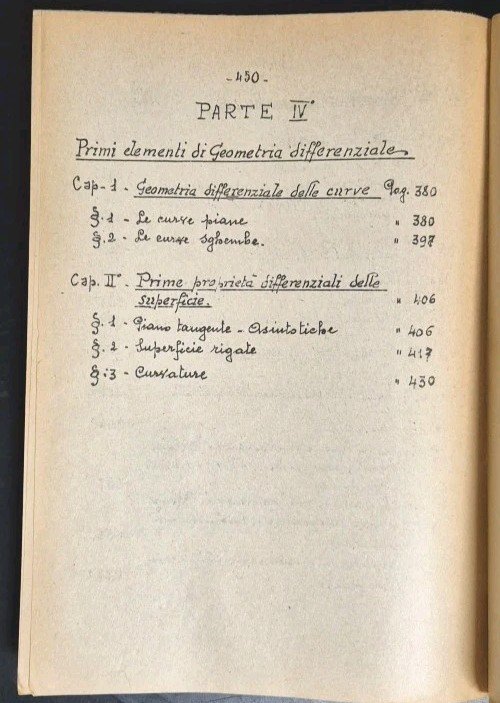 - 450 -
PARTE IV°
Primi elementi di Geometria differenziale
Cap. 1 - Geometria differenziale delle curve Pag. 380
§. 1 - Le curve piane " 380
§. 2 - Le curve sghembe. " 397
Cap. II° - Prime proprietà differenziali delle
superficie. " 406
§. 1 - Piano tangente - Asintotiche " 406
§. 2 - Superficie rigate " 417
§. 3 - Curvature " 430